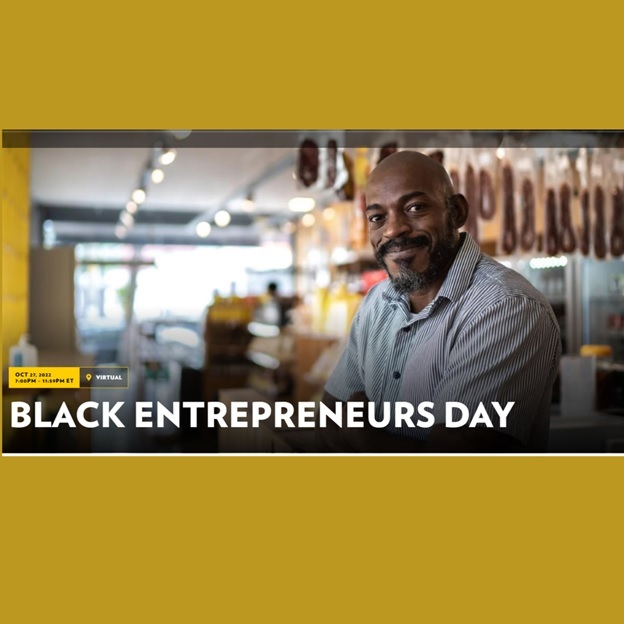 OCT 27, 2022
7:00PM - 11:59PM ET
VIRTUAL
BLACK ENTREPRENEURS DAY